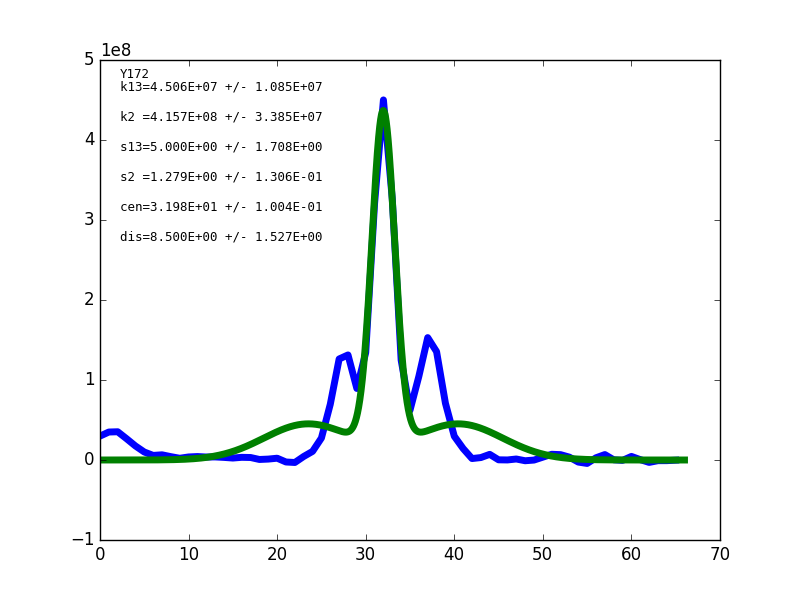 1e8
5
Y172
k13=4.506E+07 +/- 1.085E+07
k2 =4.157E+08 +/- 3.385E+07
4
s13=5.000E+00 +/- 1.708E+00
s2 =1.279E+00 +/- 1.306E-01
cen=3.198E+01 +/- 1.004E-01
3
dis=8.500E+00 +/- 1.527E+00
2
1
0
−1
0 10 20 30 40 50 60 70